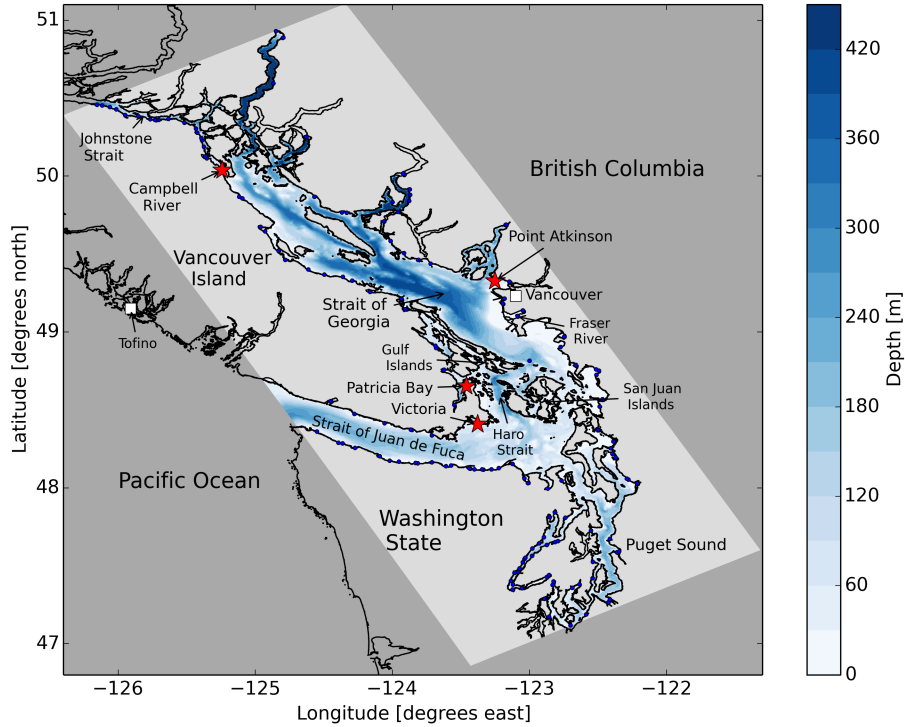 51
50
49
48
47
Latitude [degrees north]
−126
−125
−124
−123
−122
Longitude [degrees east]
Johnstone
Strait
Campbell
River
British Columbia
Point Atkinson
Vancouver
Island
Vancouver
Strait of
Georgia
Fraser
River
Tofino
Gulf
Islands
Patricia Bay
San Juan
Islands
Victoria
Haro
Strait
Strait of Juan de Fuca
Pacific Ocean
Washington
State
Puget Sound
420
360
300
240
180
120
60
0
Depth [m]